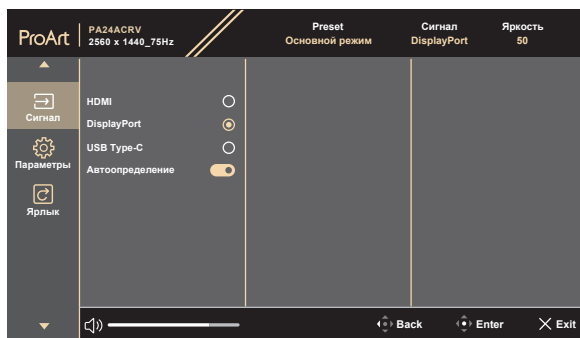 ProArt
PA24ACRV
2560 x 1440_75Hz
Preset
Основной режим
Сигнал
DisplayPort
Яркость
50
Сигнал
Параметры
Ярлык
HDMI
DisplayPort
USB Type-C
Автоопределение
Back
Enter
Exit